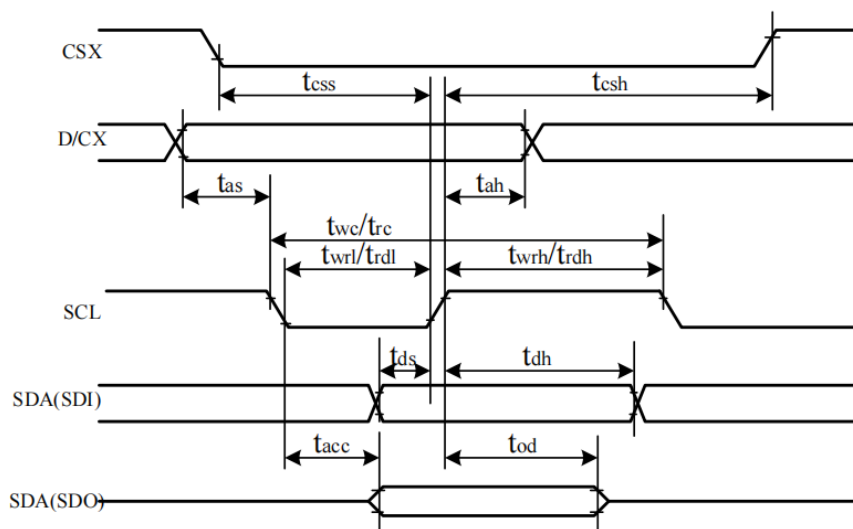 CSX
tcss
tcsh
D/CX
tas
tah
twc/trc
twrl/trdl
twrh/trdh
SCL
tds
tdh
SDA(SDI)
tacc
tod
SDA(SDO)